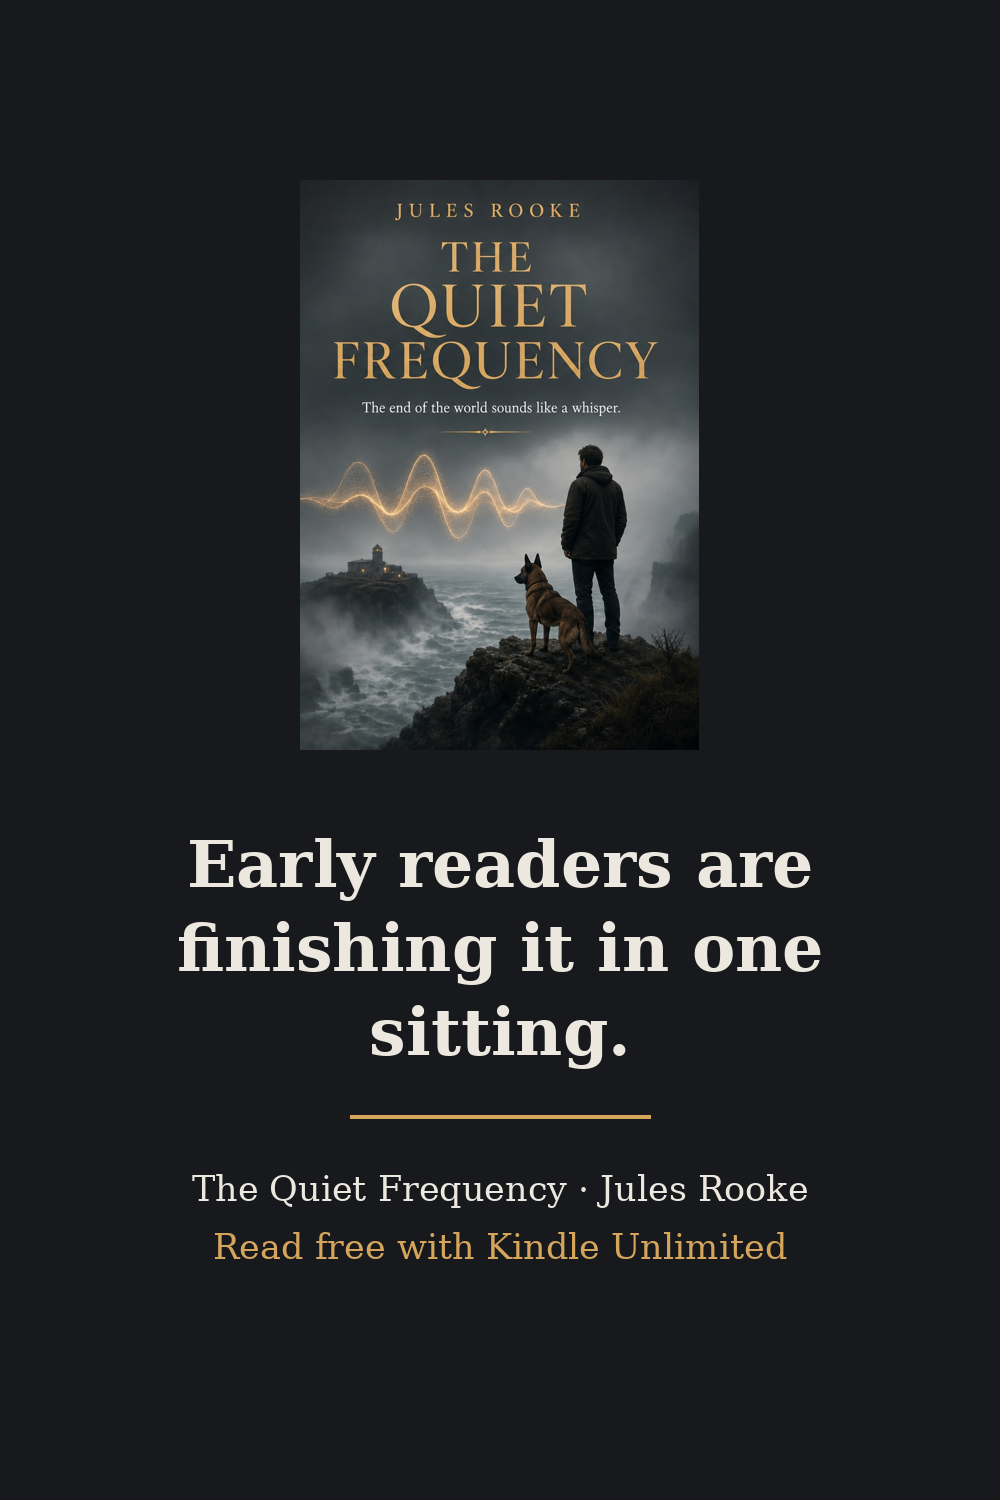 JULES ROOKE
THE
QUIET
FREQUENCY
The end of the world sounds like a whisper.
Early readers are
finishing it in one
sitting.
The Quiet Frequency · Jules Rooke
Read free with Kindle Unlimited